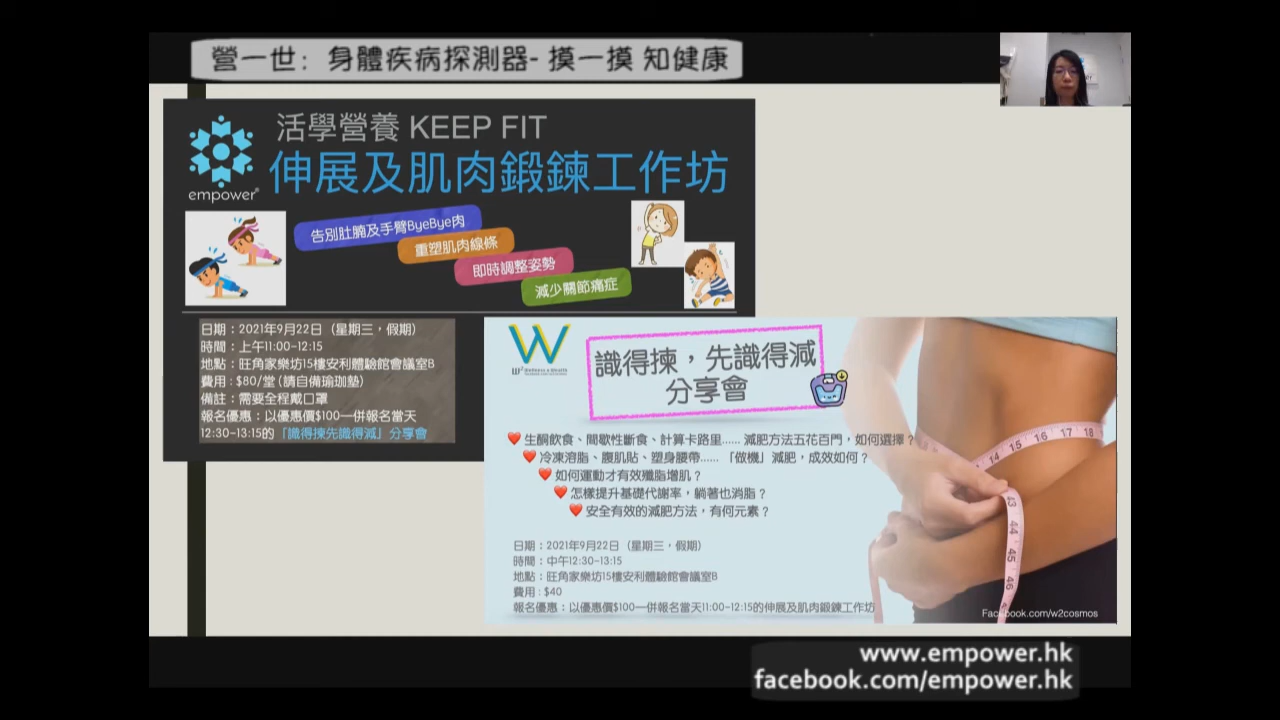 營一世：身體疾病探測器- 摸一摸 知健康
活學營養 KEEP FIT
伸展及肌肉鍛鍊工作坊
empower®
告別肚腩及手臂ByeBye肉
重塑肌肉線條
即時調整姿勢
減少關節痛症
日期：2021年9月22日（星期三，假期）
時間：上午11:00-12:15
地點：旺角家樂坊15樓安利體驗館會議室B
費用：$80/堂（請自備瑜珈墊）
備註：需要全程戴口罩
報名優惠：以優惠價$100一併報名當天
12:30-13:15的「識得揀先識得減」分享會
識得揀，先識得減
分享會
生酮飲食、間歇性斷食、計算卡路里...... 減肥方法五花百門，如何選擇？
冷凍溶脂、腹肌貼、塑身腰帶...... 「做機」減肥，成效如何？
如何運動才有效殲脂增肌？
怎樣提升基礎代謝率，躺著也消脂？
安全有效的減肥方法，有何元素？
日期：2021年9月22日（星期三，假期）
時間：中午12:30-13:15
地點：旺角家樂坊15樓安利體驗館會議室B
費用：$40
報名優惠：以優惠價$100一併報名當天11:00-12:15的伸展及肌肉鍛鍊工作坊
14 15 16 17 18
43
44
45
46
Facebook.com/w2cosmos
www.empower.hk
facebook.com/empower.hk